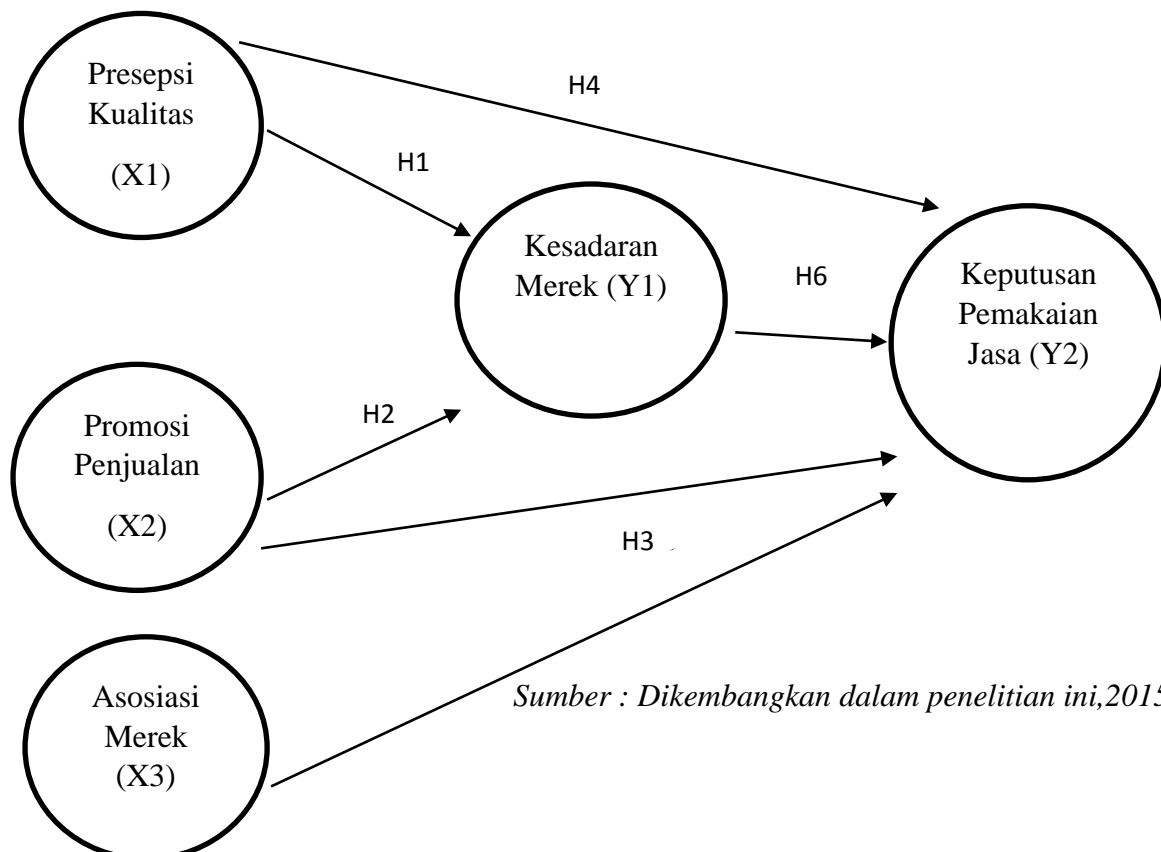 Presepsi
Kualitas
(X1)
H4
H1
Kesadaran
Merek (Y1)
H6
Keputusan
Pemakaian
Jasa (Y2)
Promosi
Penjualan
(X2)
H2
H3
Asosiasi
Merek
(X3)
Sumber : Dikembangkan dalam penelitian ini,2015